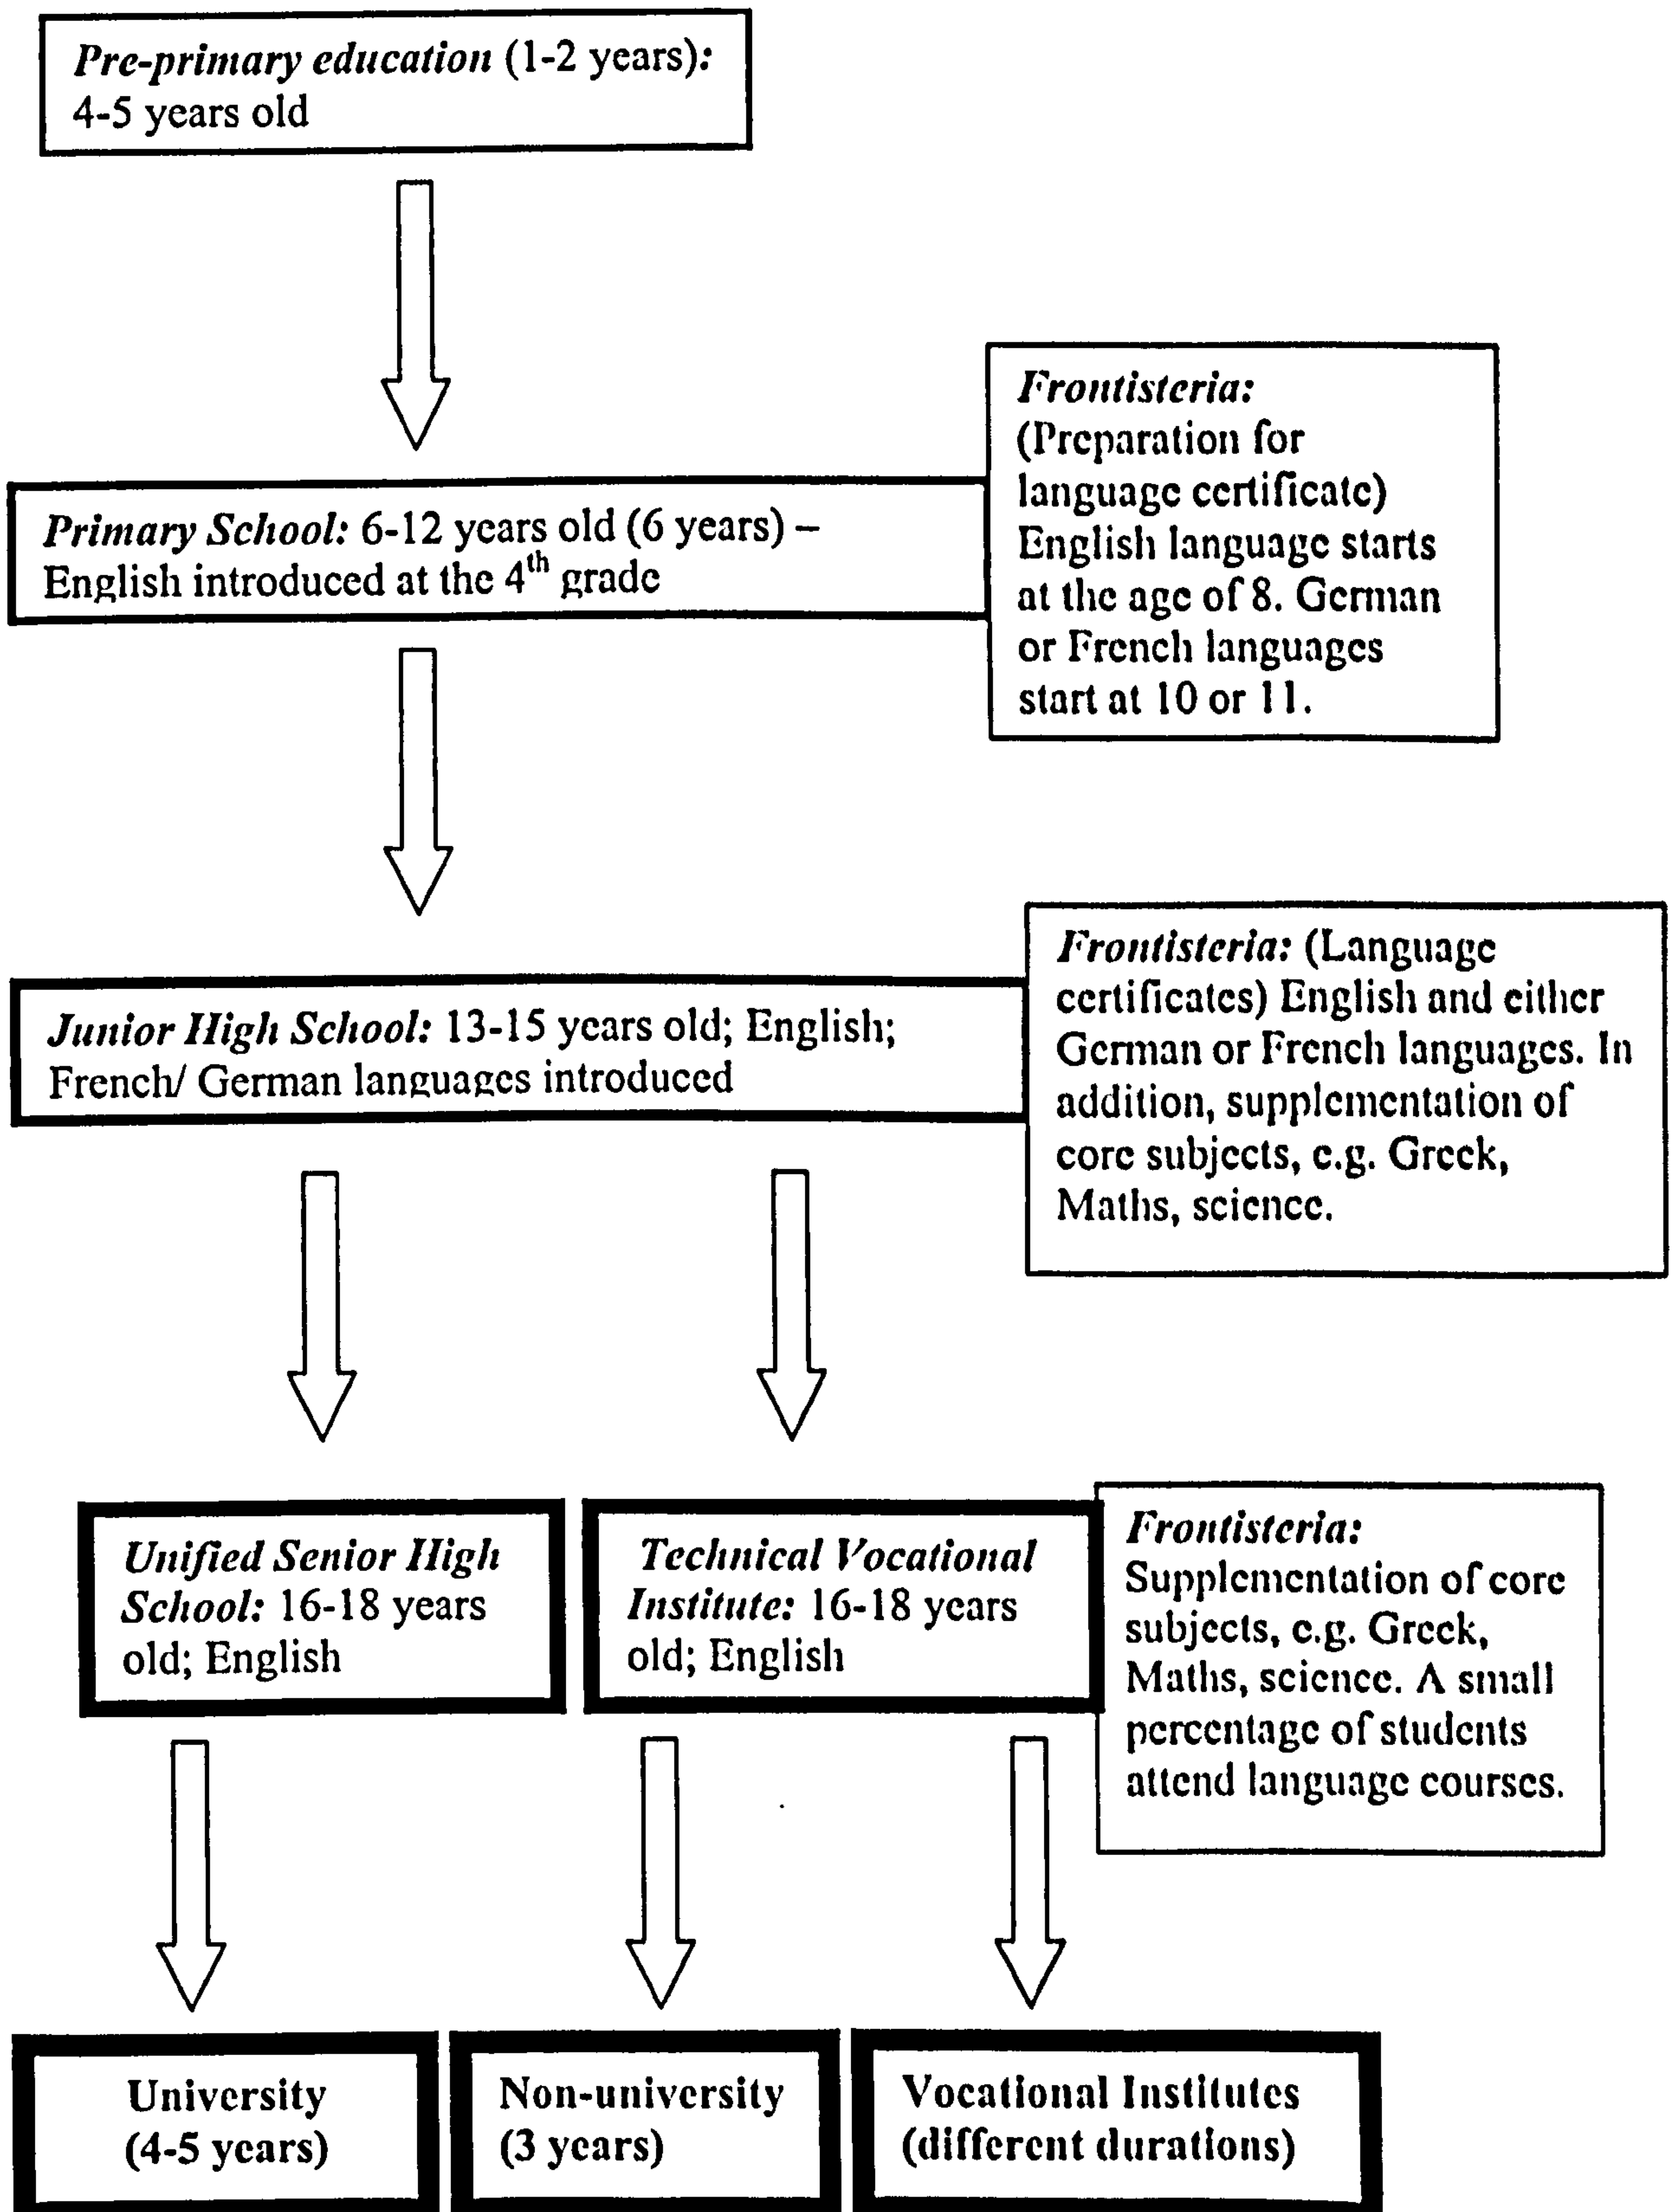 Pre-primary education (1-2 years):
4-5 years old
Frontisteria:
(Preparation for
language certificate)
English language starts
at the age of 8. German
or French languages
start at 10 or 11.
Primary School: 6-12 years old (6 years) –
English introduced at the 4th grade
Frontisteria: (Language
certificates) English and either
German or French languages. In
addition, supplementation of
core subjects, e.g. Greek,
Maths, science.
Junior High School: 13-15 years old; English;
French/ German languages introduced
Unified Senior High
School: 16-18 years
old; English
Technical Vocational
Institute: 16-18 years
old; English
Frontisteria:
Supplementation of core
subjects, e.g. Greek,
Maths, science. A small
percentage of students
attend language courses.
University
(4-5 years)
Non-university
(3 years)
Vocational Institutes
(different durations)